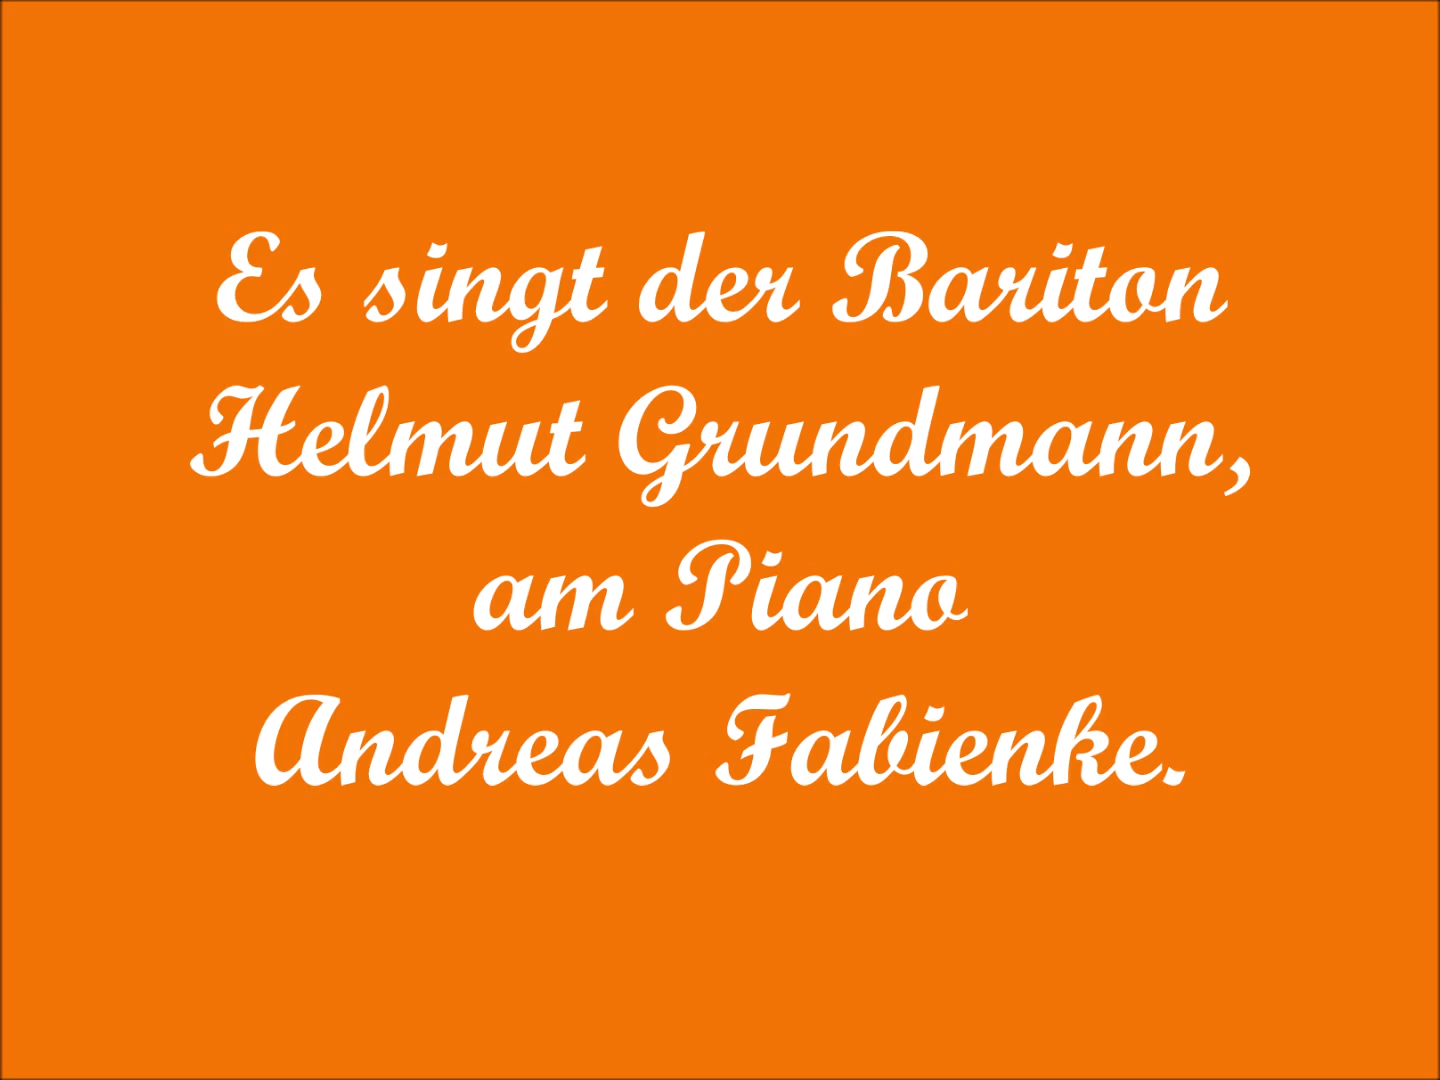 Es singt der Bariton
Helmut Grundmann,
am Piano
Andreas Fabienke.